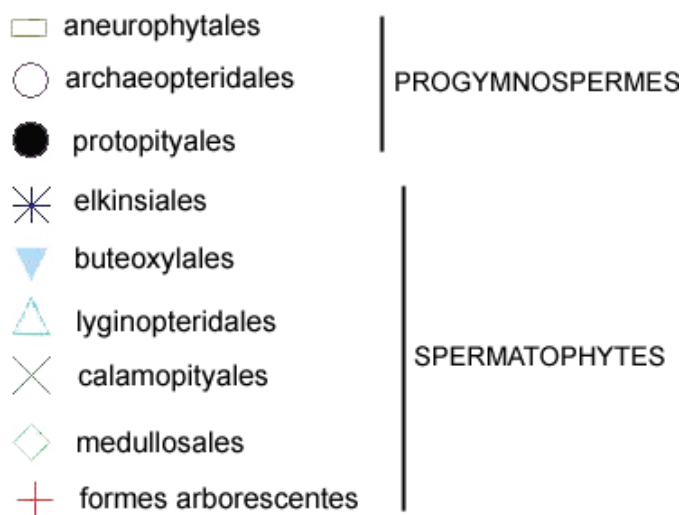 aneurophytales
archaeopteridales
PROGYMNOSPERMES
protopityales
elkinsiales
buteoxylales
lyginopteridales
SPERMATOPHYTES
calamopityales
medullosales
formes arborescentes